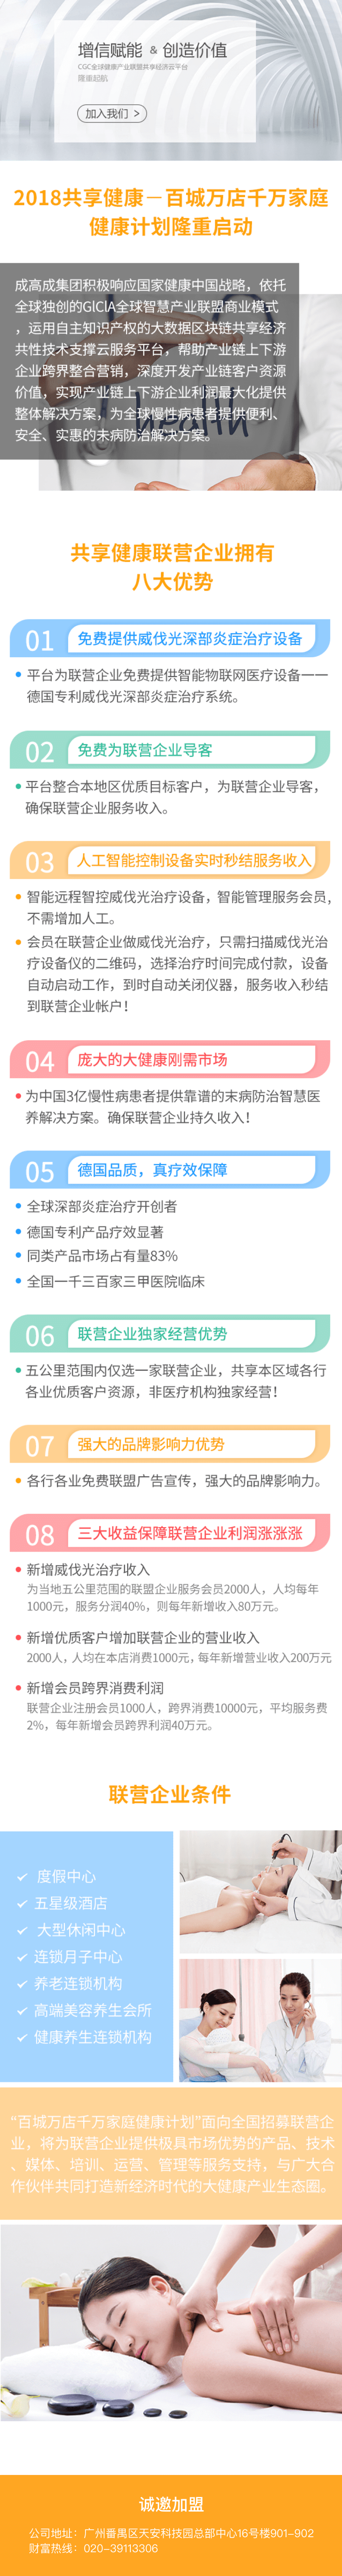 增信赋能 & 创造价值
CGC全球健康产业联盟共享经济云平台
隆重起航
加入我们 >
2018共享健康—百城万店千万家庭
健康计划隆重启动
成高成集团积极响应国家健康中国战略，依托
全球独创的GICIA全球智慧产业联盟商业模式
，运用自主知识产权的大数据区块链共享经济
共性技术支撑云服务平台，帮助产业链上下游
企业跨界整合营销，深度开发产业链客户资源
价值，实现产业链上下游企业利润最大化提供
整体解决方案，为全球慢性病患者提供便利、
安全、实惠的未病防治解决方案。
health
共享健康联营企业拥有
八大优势
01 免费提供威伐光深部炎症治疗设备
平台为联营企业免费提供智能物联网医疗设备——
德国专利威伐光深部炎症治疗系统。
02 免费为联营企业导客
平台整合本地区优质目标客户，为联营企业导客，
确保联营企业服务收入。
03 人工智能控制设备实时秒结服务收入
智能远程智控威伐光治疗设备，智能管理服务会员，
不需增加人工。
会员在联营企业做威伐光治疗，只需扫描威伐光治
疗设备仪的二维码，选择治疗时间完成付款，设备
自动启动工作，到时自动关闭仪器，服务收入秒结
到联营企业帐户！
04 庞大的大健康刚需市场
为中国3亿慢性病患者提供靠谱的末病防治智慧医
养解决方案。确保联营企业持久收入！
05 德国品质，真疗效保障
全球深部炎症治疗开创者
德国专利产品疗效显著
同类产品市场占有量83%
全国一千三百家三甲医院临床
06 联营企业独家经营优势
五公里范围内仅选一家联营企业，共享本区域各行
各业优质客户资源，非医疗机构独家经营！
07 强大的品牌影响力优势
各行各业免费联盟广告宣传，强大的品牌影响力。
08 三大收益保障联营企业利润涨涨涨
新增威伐光治疗收入
为当地五公里范围的联盟企业服务会员2000人，人均每年
1000元，服务分润40%，则每年新增收入80万元。
新增优质客户增加联营企业的营业收入
2000人，人均在本店消费1000元，每年新增营业收入200万元
新增会员跨界消费利润
联营企业注册会员1000人，跨界消费10000元，平均服务费
2%，每年新增会员跨界利润40万元。
联营企业条件
度假中心
五星级酒店
大型休闲中心
连锁月子中心
养老连锁机构
高端美容养生会所
健康养生连锁机构
“百城万店千万家庭健康计划”面向全国招募联营企
业，将为联营企业提供极具市场优势的产品、技术
、媒体、培训、运营、管理等服务支持，与广大合
作伙伴共同打造新经济时代的大健康产业生态圈。
诚邀加盟
公司地址：广州番禺区天安科技园总部中心16号楼901-902
财富热线：020-39113306